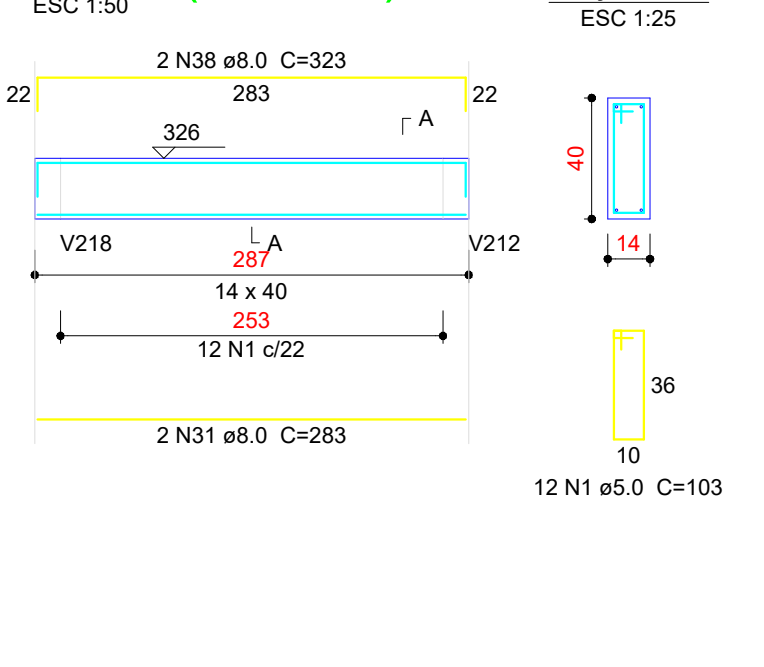 ESC 1:50
ESC 1:25
2 N38 ø8.0 C=323
22
283
22
A
326
40
V218
A
V212
14
287
14 x 40
253
12 N1 c/22
36
2 N31 ø8.0 C=283
10
12 N1 ø5.0 C=103